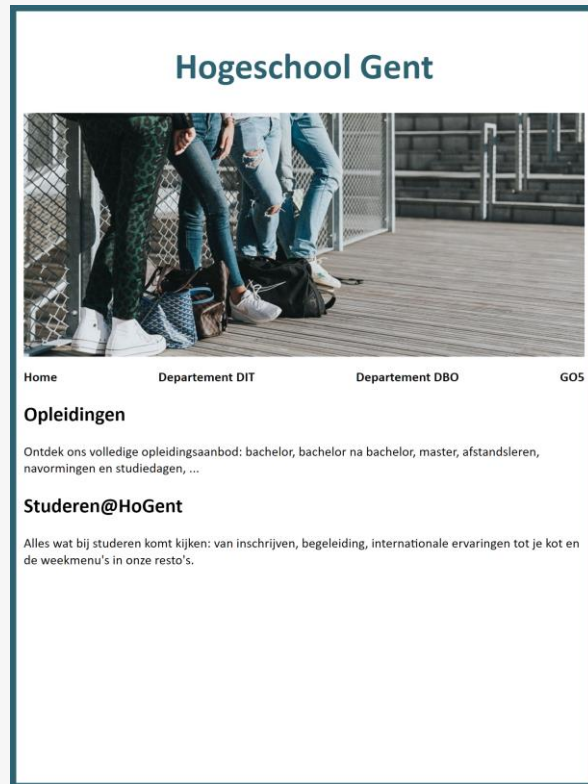 Hogeschool Gent
Home Departement DIT Departement DBO GO5
Opleidingen
Ontdek ons volledige opleidingsaanbod: bachelor, bachelor na bachelor, master, afstandsleren,
navormingen en studiedagen, ...
Studeren@HoGent
Alles wat bij studeren komt kijken: van inschrijven, begeleiding, internationale ervaringen tot je kot en
de weekmenu's in onze resto's.